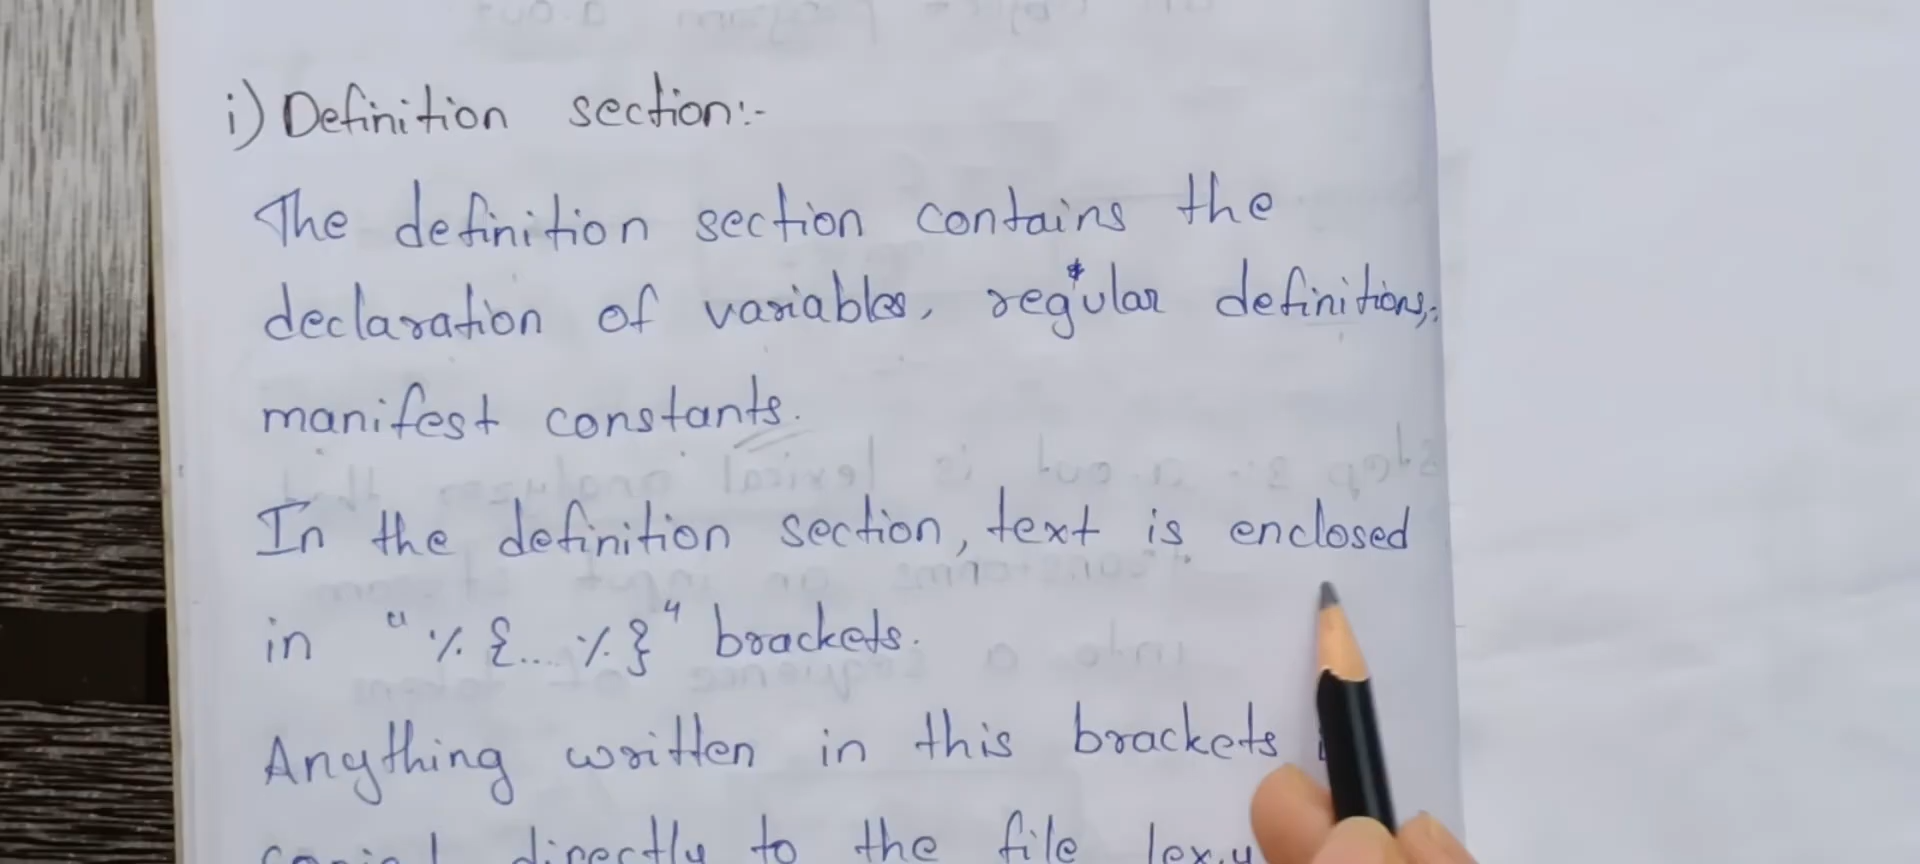 i) Definition section:-
The definition section contains the
declaration of variables, regular definitions,
manifest constants.
In the definition section, text is enclosed
in "%{....%}" brackets.
Anything written in this brackets
directly to the file lex.y